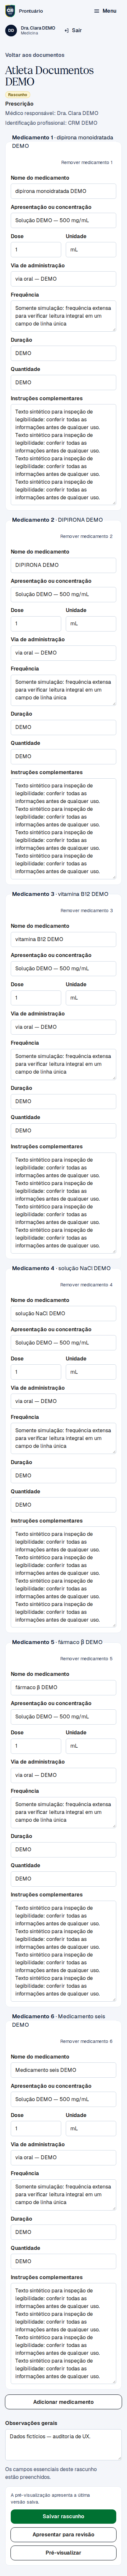 Prontuário
Menu
DD
Dra. Clara DEMO
Medicina
Sair
Voltar aos documentos
Atleta Documentos
DEMO
Rascunho
Prescrição
Médico responsável: Dra. Clara DEMO
Identificação profissional: CRM DEMO
Medicamento 1 · dipirona monoidratada
DEMO
Remover medicamento 1
Nome do medicamento
dipirona monoidratada DEMO
Apresentação ou concentração
Solução DEMO — 500 mg/mL
Dose
Unidade
1
mL
Via de administração
via oral — DEMO
Frequência
Somente simulação: frequência extensa
para verificar leitura integral em um
campo de linha única
Duração
DEMO
Quantidade
DEMO
Instruções complementares
Texto sintético para inspeção de
legibilidade: conferir todas as
informações antes de qualquer uso.
Texto sintético para inspeção de
legibilidade: conferir todas as
informações antes de qualquer uso.
Texto sintético para inspeção de
legibilidade: conferir todas as
informações antes de qualquer uso.
Texto sintético para inspeção de
legibilidade: conferir todas as
informações antes de qualquer uso.
Medicamento 2 · DIPIRONA DEMO
Remover medicamento 2
Nome do medicamento
DIPIRONA DEMO
Apresentação ou concentração
Solução DEMO — 500 mg/mL
Dose
Unidade
1
mL
Via de administração
via oral — DEMO
Frequência
Somente simulação: frequência extensa
para verificar leitura integral em um
campo de linha única
Duração
DEMO
Quantidade
DEMO
Instruções complementares
Texto sintético para inspeção de
legibilidade: conferir todas as
informações antes de qualquer uso.
Texto sintético para inspeção de
legibilidade: conferir todas as
informações antes de qualquer uso.
Texto sintético para inspeção de
legibilidade: conferir todas as
informações antes de qualquer uso.
Texto sintético para inspeção de
legibilidade: conferir todas as
informações antes de qualquer uso.
Medicamento 3 · vitamina B12 DEMO
Remover medicamento 3
Nome do medicamento
vitamina B12 DEMO
Apresentação ou concentração
Solução DEMO — 500 mg/mL
Dose
Unidade
1
mL
Via de administração
via oral — DEMO
Frequência
Somente simulação: frequência extensa
para verificar leitura integral em um
campo de linha única
Duração
DEMO
Quantidade
DEMO
Instruções complementares
Texto sintético para inspeção de
legibilidade: conferir todas as
informações antes de qualquer uso.
Texto sintético para inspeção de
legibilidade: conferir todas as
informações antes de qualquer uso.
Texto sintético para inspeção de
legibilidade: conferir todas as
informações antes de qualquer uso.
Texto sintético para inspeção de
legibilidade: conferir todas as
informações antes de qualquer uso.
Medicamento 4 · solução NaCl DEMO
Remover medicamento 4
Nome do medicamento
solução NaCl DEMO
Apresentação ou concentração
Solução DEMO — 500 mg/mL
Dose
Unidade
1
mL
Via de administração
via oral — DEMO
Frequência
Somente simulação: frequência extensa
para verificar leitura integral em um
campo de linha única
Duração
DEMO
Quantidade
DEMO
Instruções complementares
Texto sintético para inspeção de
legibilidade: conferir todas as
informações antes de qualquer uso.
Texto sintético para inspeção de
legibilidade: conferir todas as
informações antes de qualquer uso.
Texto sintético para inspeção de
legibilidade: conferir todas as
informações antes de qualquer uso.
Texto sintético para inspeção de
legibilidade: conferir todas as
informações antes de qualquer uso.
Medicamento 5 · fármaco β DEMO
Remover medicamento 5
Nome do medicamento
fármaco β DEMO
Apresentação ou concentração
Solução DEMO — 500 mg/mL
Dose
Unidade
1
mL
Via de administração
via oral — DEMO
Frequência
Somente simulação: frequência extensa
para verificar leitura integral em um
campo de linha única
Duração
DEMO
Quantidade
DEMO
Instruções complementares
Texto sintético para inspeção de
legibilidade: conferir todas as
informações antes de qualquer uso.
Texto sintético para inspeção de
legibilidade: conferir todas as
informações antes de qualquer uso.
Texto sintético para inspeção de
legibilidade: conferir todas as
informações antes de qualquer uso.
Texto sintético para inspeção de
legibilidade: conferir todas as
informações antes de qualquer uso.
Medicamento 6 · Medicamento seis
DEMO
Remover medicamento 6
Nome do medicamento
Medicamento seis DEMO
Apresentação ou concentração
Solução DEMO — 500 mg/mL
Dose
Unidade
1
mL
Via de administração
via oral — DEMO
Frequência
Somente simulação: frequência extensa
para verificar leitura integral em um
campo de linha única
Duração
DEMO
Quantidade
DEMO
Instruções complementares
Texto sintético para inspeção de
legibilidade: conferir todas as
informações antes de qualquer uso.
Texto sintético para inspeção de
legibilidade: conferir todas as
informações antes de qualquer uso.
Texto sintético para inspeção de
legibilidade: conferir todas as
informações antes de qualquer uso.
Texto sintético para inspeção de
legibilidade: conferir todas as
informações antes de qualquer uso.
Adicionar medicamento
Observações gerais
Dados fictícios — auditoria de UX.
Os campos essenciais deste rascunho
estão preenchidos.
A pré-visualização apresenta a última
versão salva.
Salvar rascunho
Apresentar para revisão
Pré-visualizar